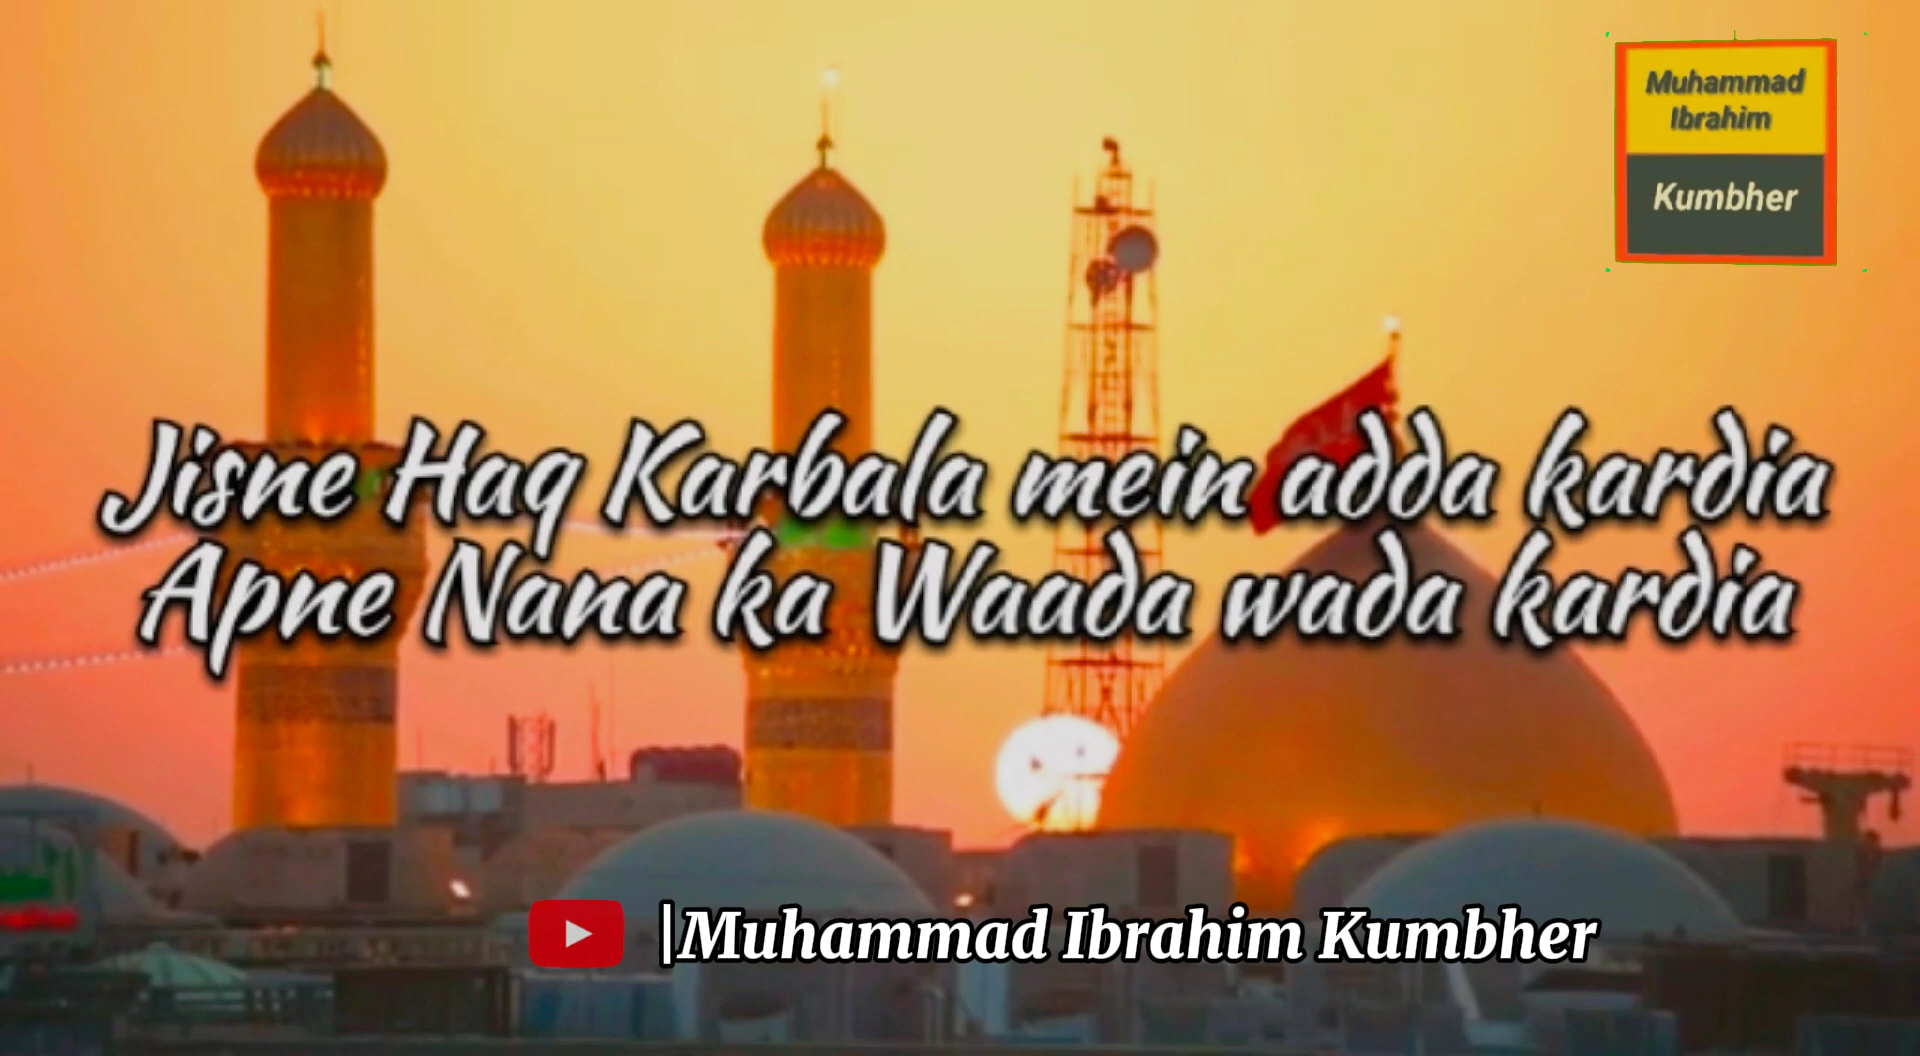 Muhammad
Ibrahim
Kumbher
Jisne Haq Karbala mein adda kardia
Apne Nana ka Waada wada kardia
|Muhammad Ibrahim Kumbher